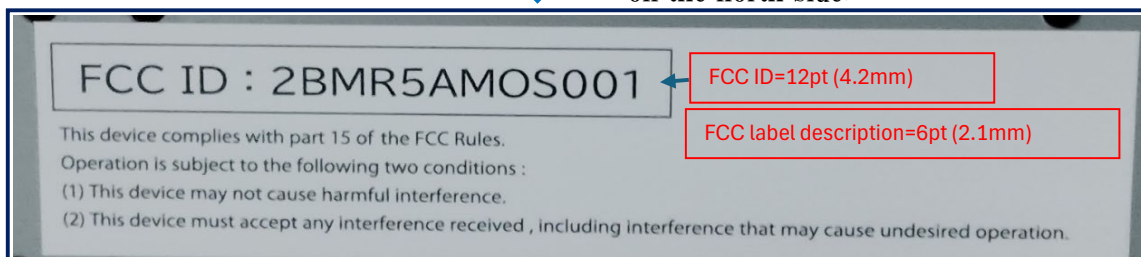 FCC ID : 2BMR5AMOS001
FCC ID=12pt (4.2mm)
FCC label description=6pt (2.1mm)
This device complies with part 15 of the FCC Rules.
Operation is subject to the following two conditions :
(1) This device may not cause harmful interference.
(2) This device must accept any interference received , including interference that may cause undesired operation.